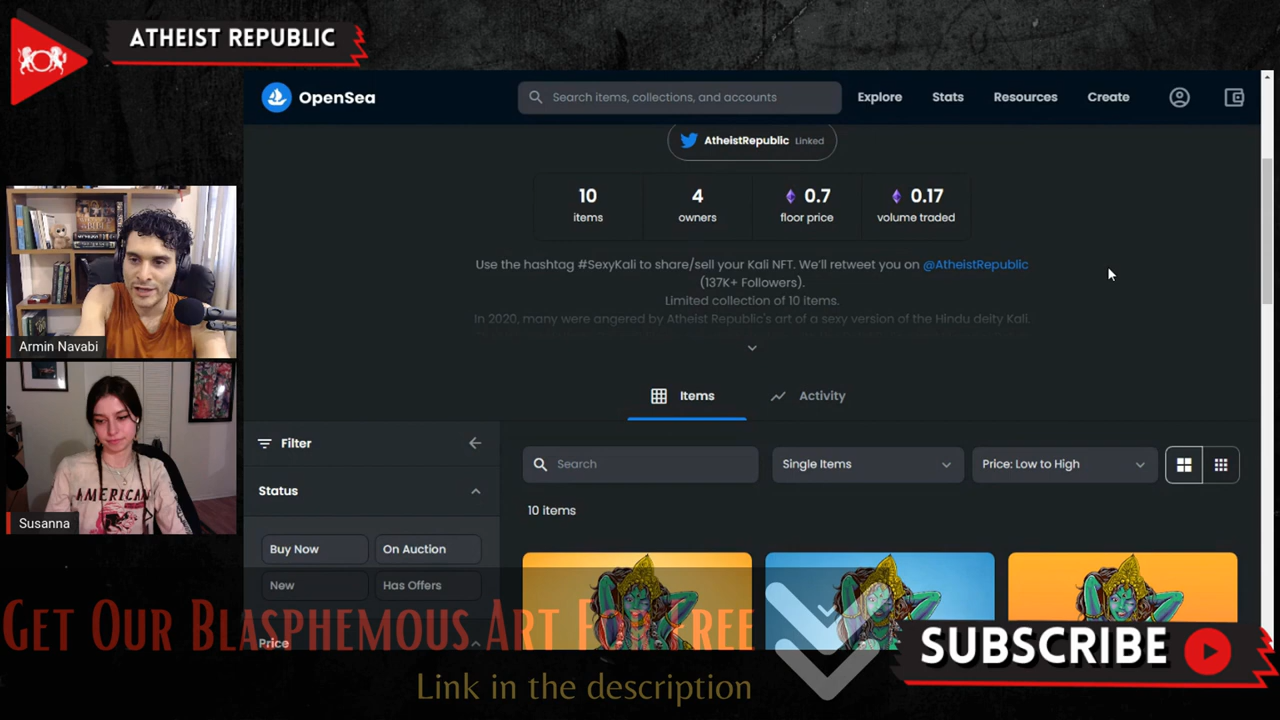 ATHEIST REPUBLIC
OpenSea
Search items, collections, and accounts
Explore
Stats
Resources
Create
AtheistRepublic Linked
10
items
4
owners
0.7
floor price
0.17
volume traded
Use the hashtag #SexyKali to share/sell your Kali NFT. We'll retweet you on @AtheistRepublic
(137K+ Followers).
Limited collection of 10 items.
In 2020, many were angered by Atheist Republic's art of a sexy version of the Hindu deity Kali.
Items
Activity
Filter
Search
Single Items
Price: Low to High
Status
10 items
Buy Now
On Auction
New
Has Offers
Price
Armin Navabi
AMERICAN
Susanna
GET OUR BLASPHEMOUS ART FOR FREE
Link in the description
SUBSCRIBE